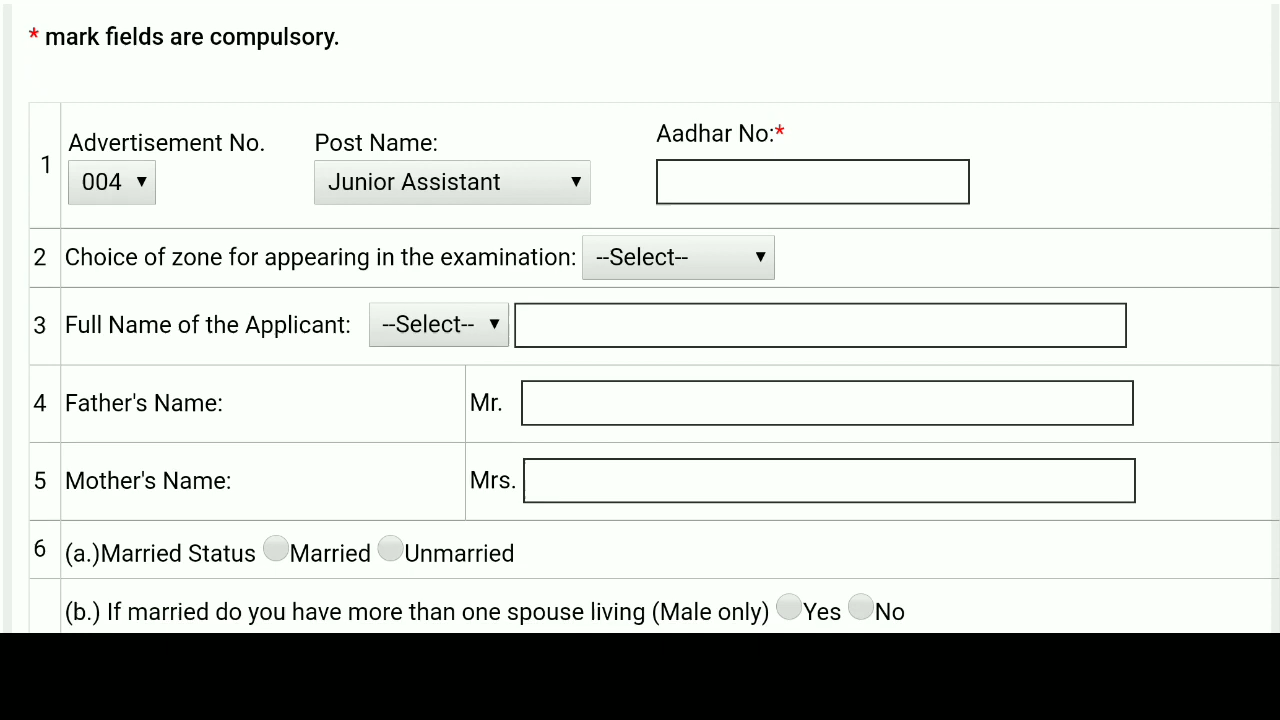 * mark fields are compulsory.
1 Advertisement No. Post Name: Aadhar No:*
004 ▼ Junior Assistant ▼
2 Choice of zone for appearing in the examination: --Select-- ▼
3 Full Name of the Applicant: --Select-- ▼
4 Father's Name: Mr.
5 Mother's Name: Mrs.
6 (a.)Married Status Married Unmarried
(b.) If married do you have more than one spouse living (Male only) Yes No